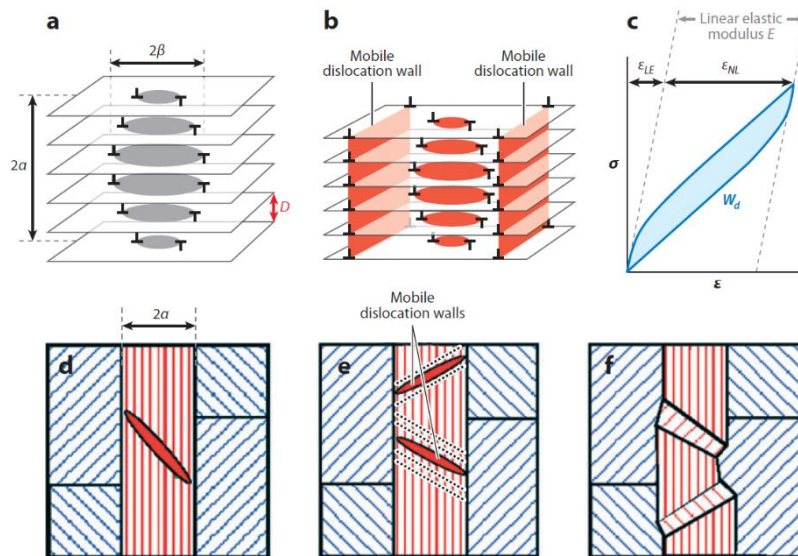 a
2β
2α
D
b
Mobile
dislocation wall
Mobile
dislocation wall
c
Linear elastic
modulus E
ε_LE
ε_NL
σ
W_d
ε
d
2α
e
Mobile
dislocation walls
f